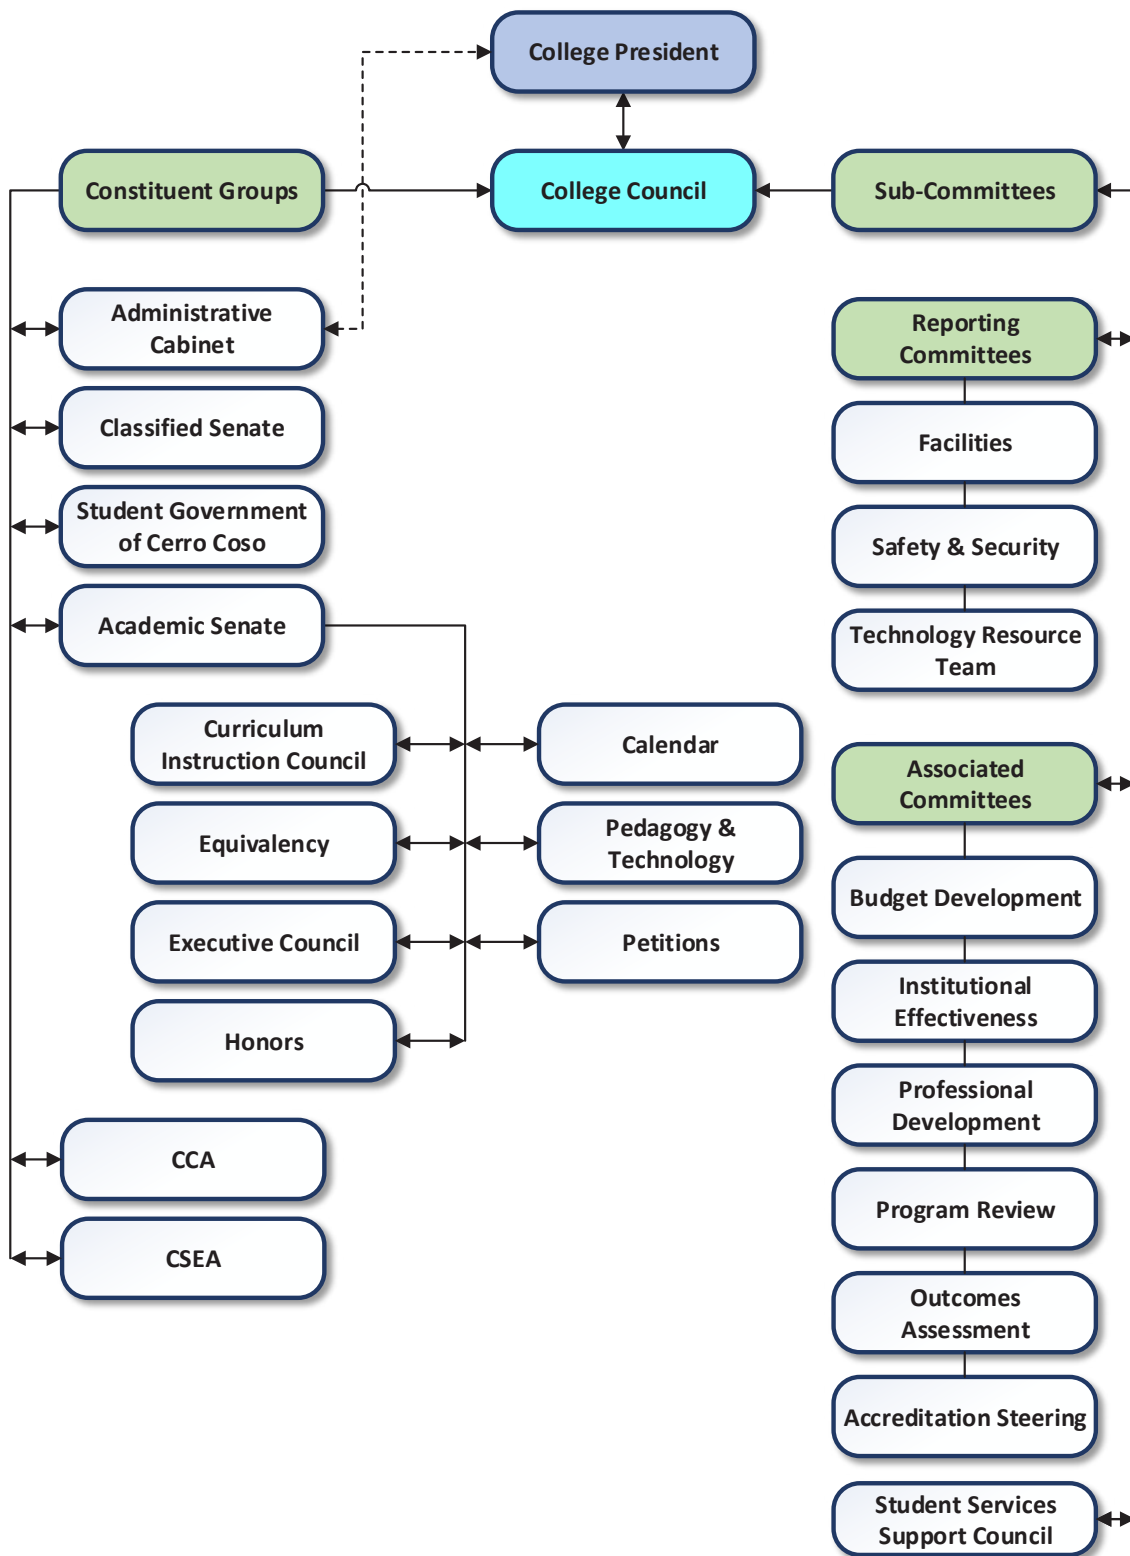 College President
Constituent Groups
College Council
Sub-Committees
Administrative
Cabinet
Classified Senate
Student Government
of Cerro Coso
Academic Senate
Curriculum
Instruction Council
Equivalency
Executive Council
Honors
Calendar
Pedagogy &
Technology
Petitions
CCA
CSEA
Reporting
Committees
Facilities
Safety & Security
Technology Resource
Team
Associated
Committees
Budget Development
Institutional
Effectiveness
Professional
Development
Program Review
Outcomes
Assessment
Accreditation Steering
Student Services
Support Council